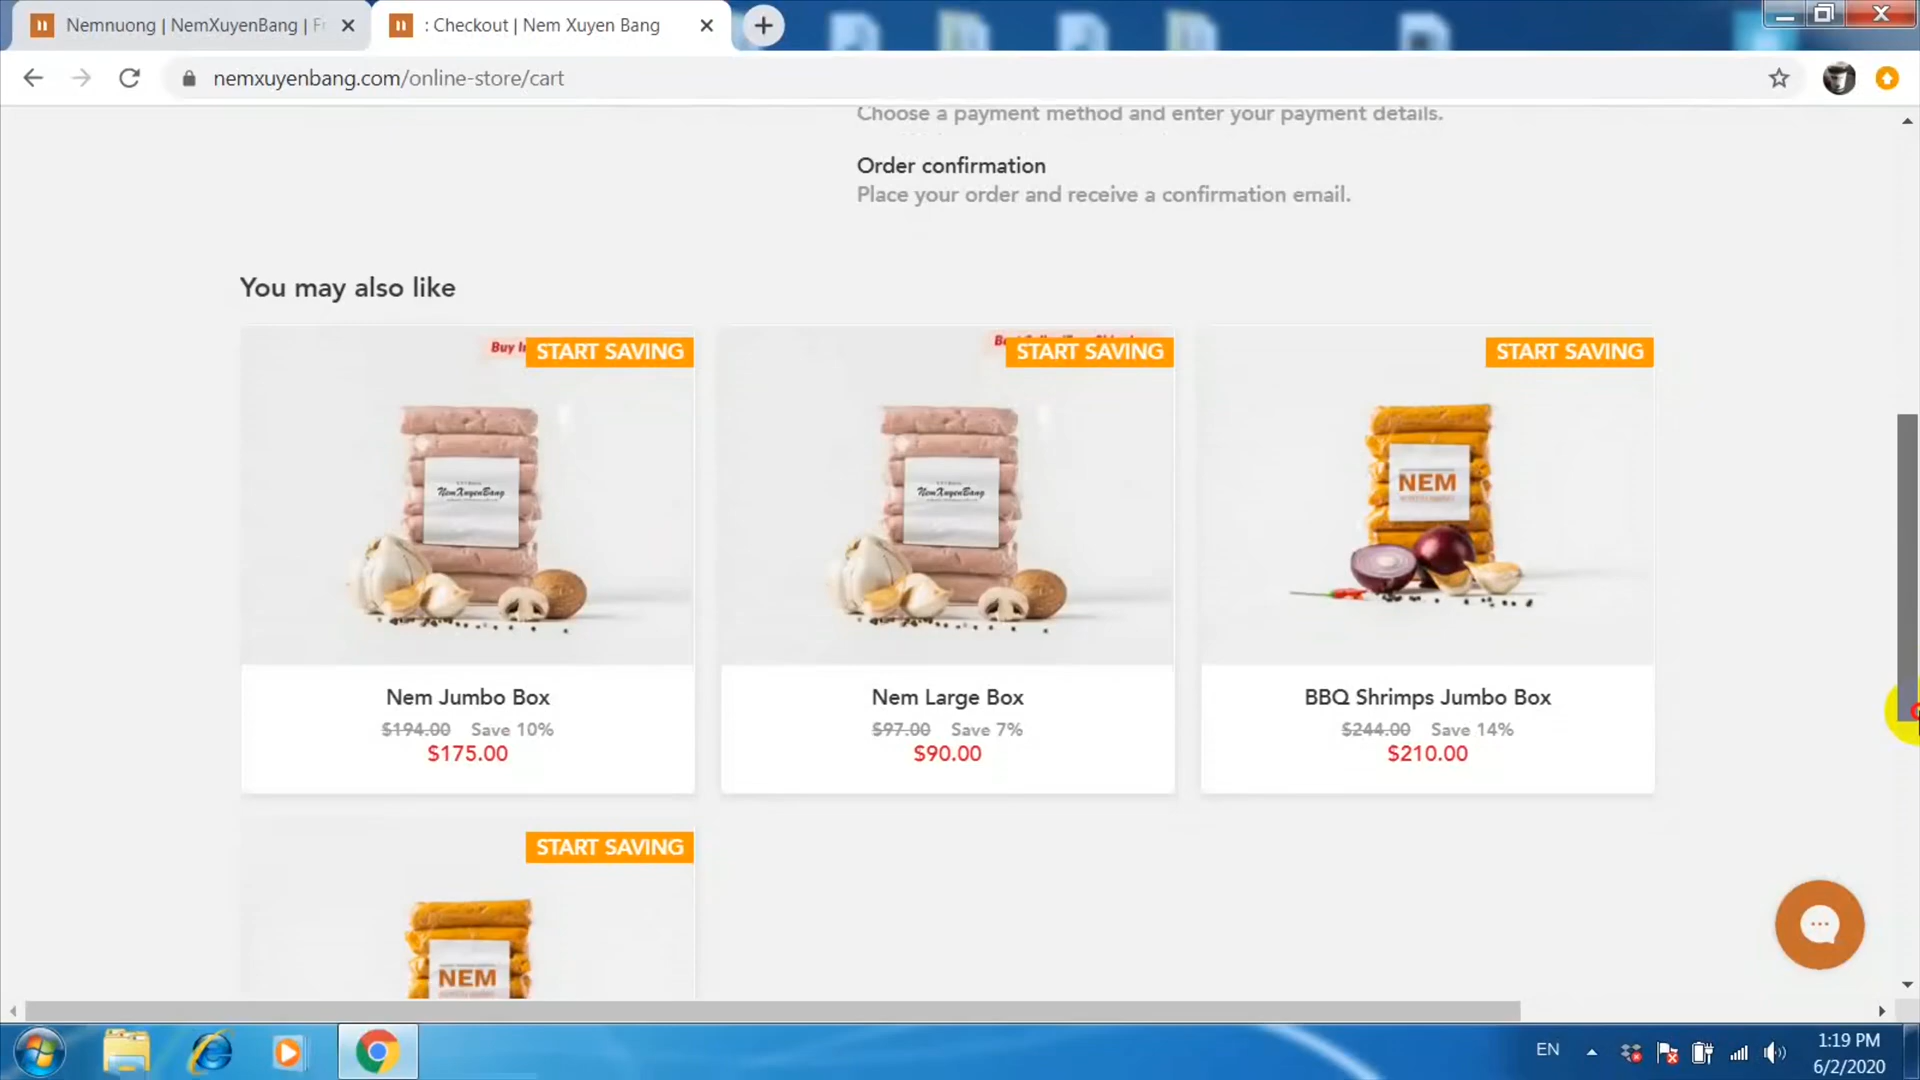 Nemnuong | NemXuyenBang | Fr
: Checkout | Nem Xuyen Bang
nemxuyenbang.com/online-store/cart
Choose a payment method and enter your payment details.
Order confirmation
Place your order and receive a confirmation email.
You may also like
Buy
START SAVING
START SAVING
START SAVING
NemXuyenBang
NemXuyenBang
NEM
Nem Jumbo Box
$194.00 Save 10%
$175.00
Nem Large Box
$97.00 Save 7%
$90.00
BBQ Shrimps Jumbo Box
$244.00 Save 14%
$210.00
START SAVING
NEM
EN
1:19 PM
6/2/2020